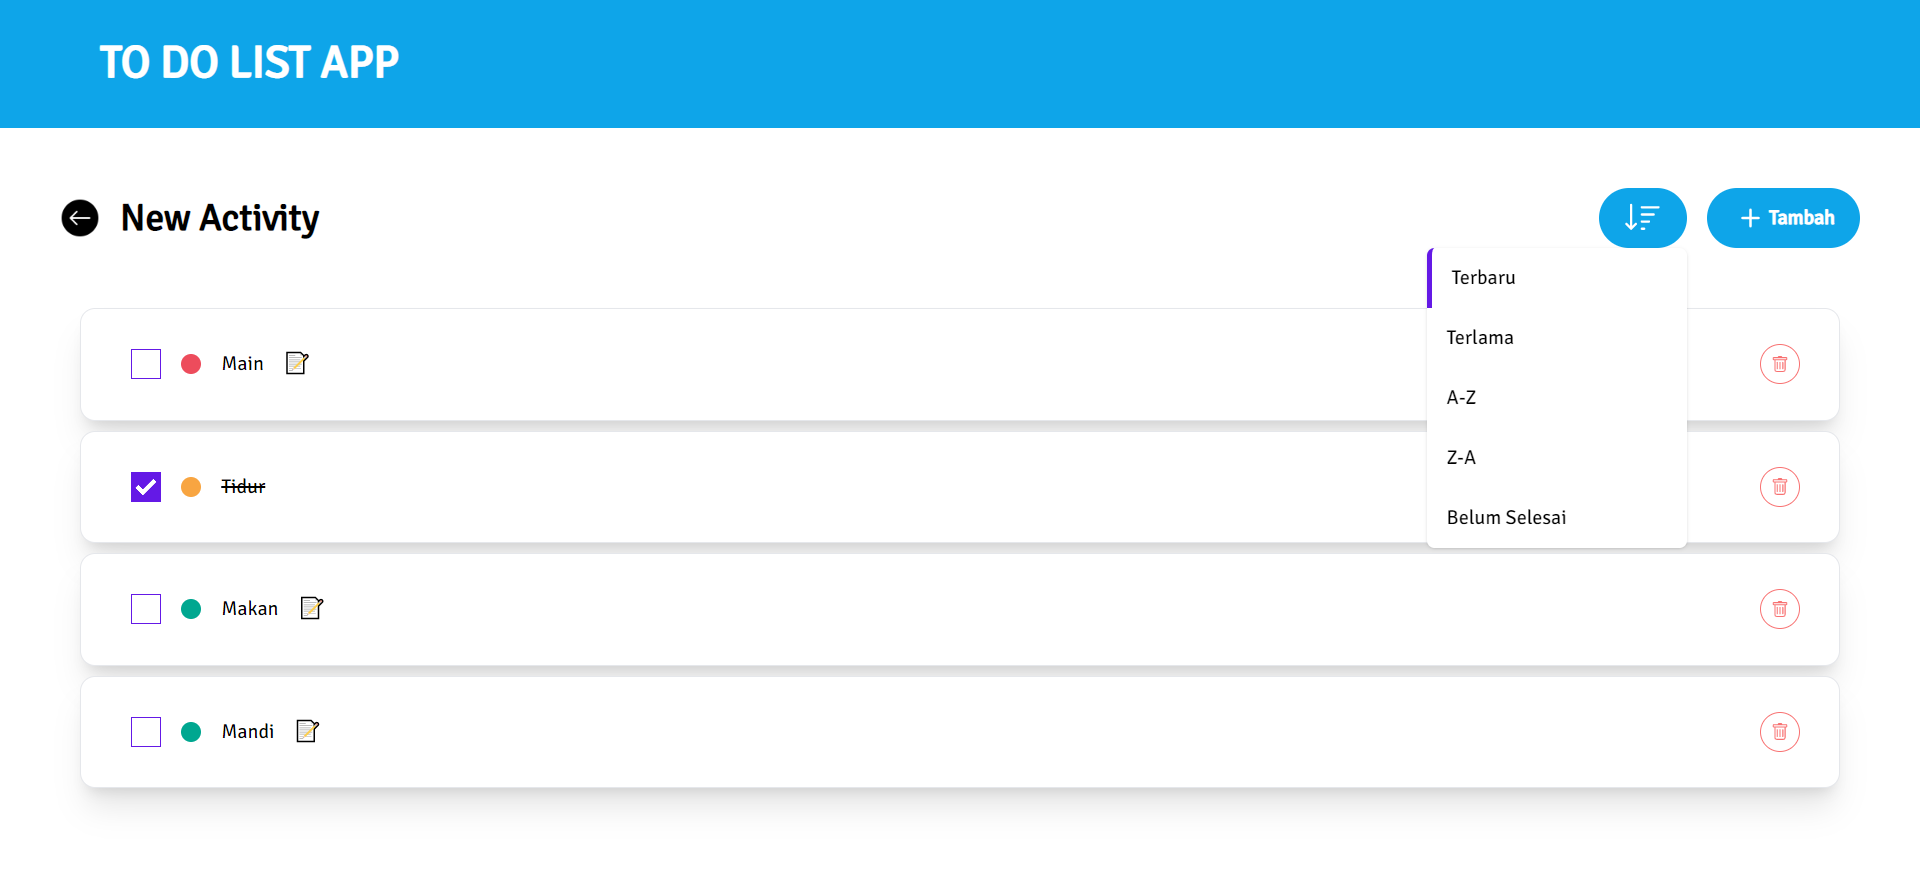 TO DO LIST APP
New Activity
Tambah
Terbaru
Terlama
A-Z
Z-A
Belum Selesai
Main
Tidur
Makan
Mandi